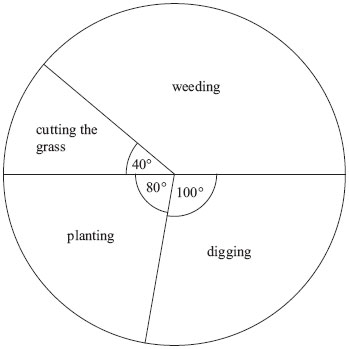 weeding
cutting the
grass
40°
80°
100°
planting
digging